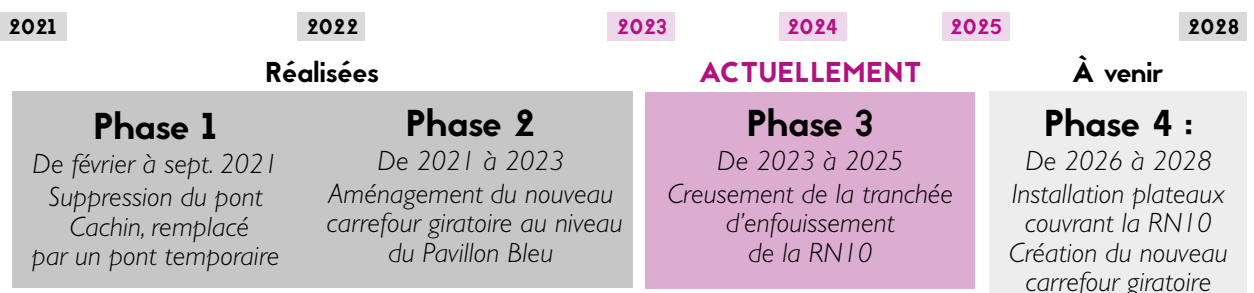 2021 2022 2023 2024 2025 2028
Réalisées ACTUELLEMENT À venir
Phase 1
De février à sept. 2021
Suppression du pont
Cachin, remplacé
par un pont temporaire
Phase 2
De 2021 à 2023
Aménagement du nouveau
carrefour giratoire au niveau
du Pavillon Bleu
Phase 3
De 2023 à 2025
Creusement de la tranchée
d’enfouissement
de la RN10
Phase 4 :
De 2026 à 2028
Installation plateaux
couvrant la RN10
Création du nouveau
carrefour giratoire